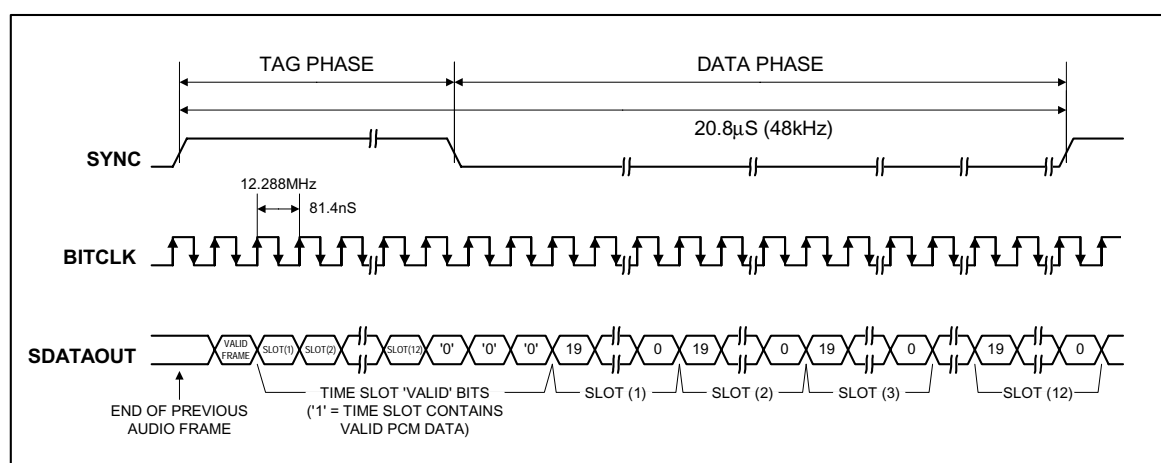 TAG PHASE
DATA PHASE
20.8µS (48kHz)
SYNC
12.288MHz
81.4nS
BITCLK
SDATAOUT
VALID FRAME
SLOT(1)
SLOT(2)
SLOT(12)
'0'
'0'
'0'
19
0
19
0
19
0
19
0
END OF PREVIOUS
AUDIO FRAME
TIME SLOT 'VALID' BITS
('1' = TIME SLOT CONTAINS
VALID PCM DATA)
SLOT (1)
SLOT (2)
SLOT (3)
SLOT (12)